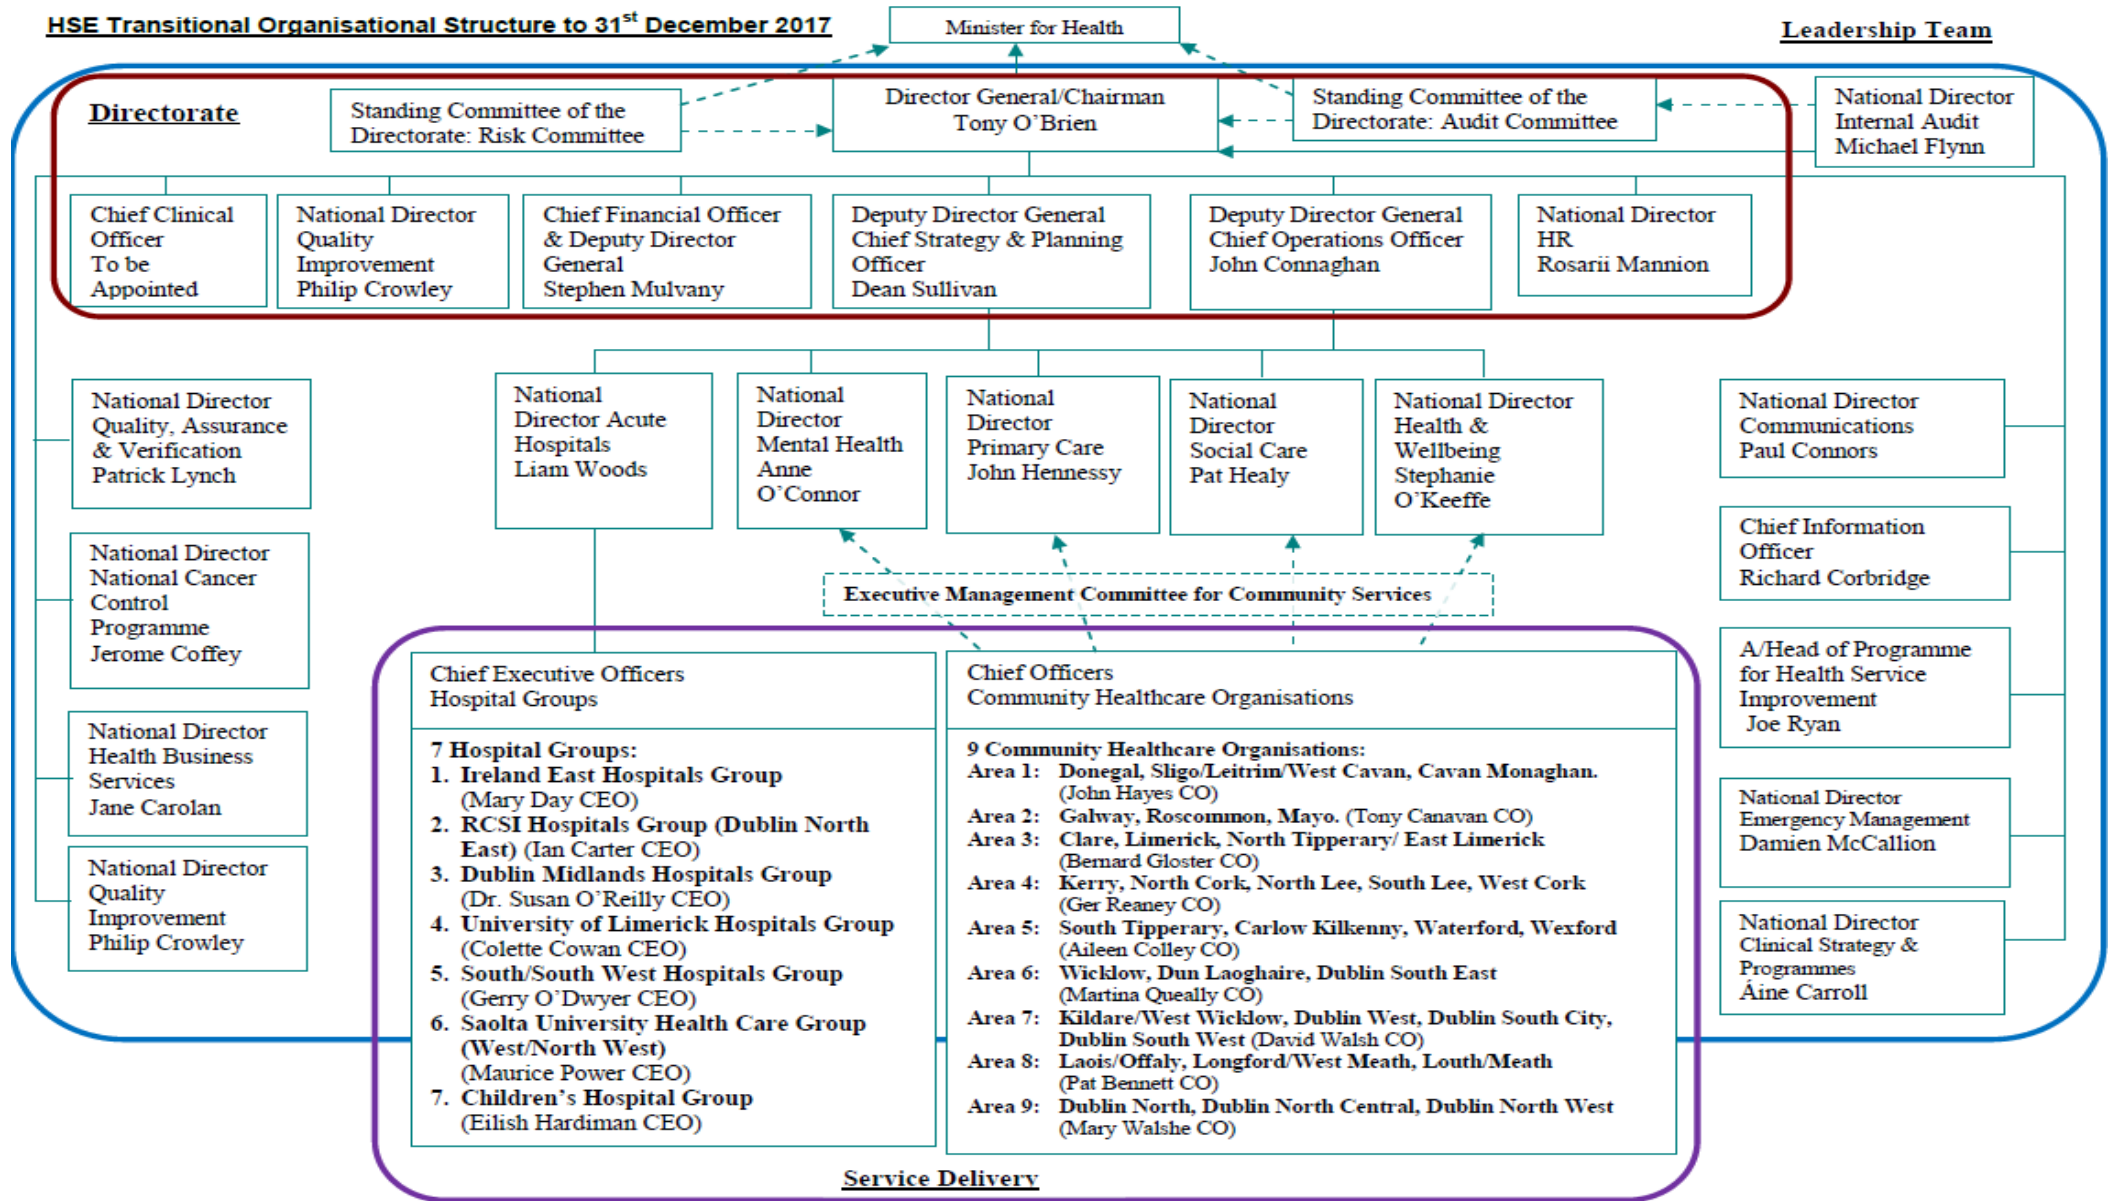 HSE Transitional Organisational Structure to 31st December 2017
Minister for Health
Leadership Team
Directorate
Standing Committee of the
Directorate: Risk Committee
Director General/Chairman
Tony O'Brien
Standing Committee of the
Directorate: Audit Committee
National Director
Internal Audit
Michael Flynn
Chief Clinical
Officer
To be
Appointed
National Director
Quality
Improvement
Philip Crowley
Chief Financial Officer
& Deputy Director
General
Stephen Mulvany
Deputy Director General
Chief Strategy & Planning
Officer
Dean Sullivan
Deputy Director General
Chief Operations Officer
John Connaghan
National Director
HR
Rosarii Mannion
National Director
Quality, Assurance
& Verification
Patrick Lynch
National Director
National Cancer
Control
Programme
Jerome Coffey
National Director
Health Business
Services
Jane Carolan
National Director
Quality
Improvement
Philip Crowley
National
Director Acute
Hospitals
Liam Woods
National
Director
Mental Health
Anne
O'Connor
National
Director
Primary Care
John Hennessy
National
Director
Social Care
Pat Healy
National Director
Health &
Wellbeing
Stephanie
O'Keeffe
National Director
Communications
Paul Connors
Chief Information
Officer
Richard Corbridge
A/Head of Programme
for Health Service
Improvement
Joe Ryan
National Director
Emergency Management
Damien McCallion
National Director
Clinical Strategy &
Programmes
Áine Carroll
Executive Management Committee for Community Services
Chief Executive Officers
Hospital Groups
7 Hospital Groups:
1. Ireland East Hospitals Group
(Mary Day CEO)
2. RCSI Hospitals Group (Dublin North
East) (Ian Carter CEO)
3. Dublin Midlands Hospitals Group
(Dr. Susan O'Reilly CEO)
4. University of Limerick Hospitals Group
(Colette Cowan CEO)
5. South/South West Hospitals Group
(Gerry O'Dwyer CEO)
6. Saolta University Health Care Group
(West/North West)
(Maurice Power CEO)
7. Children's Hospital Group
(Eilish Hardiman CEO)
Chief Officers
Community Healthcare Organisations
9 Community Healthcare Organisations:
Area 1: Donegal, Sligo/Leitrim/West Cavan, Cavan Monaghan.
(John Hayes CO)
Area 2: Galway, Roscommon, Mayo. (Tony Canavan CO)
Area 3: Clare, Limerick, North Tipperary/ East Limerick
(Bernard Gloster CO)
Area 4: Kerry, North Cork, North Lee, South Lee, West Cork
(Ger Reaney CO)
Area 5: South Tipperary, Carlow Kilkenny, Waterford, Wexford
(Aileen Colley CO)
Area 6: Wicklow, Dun Laoghaire, Dublin South East
(Martina Queally CO)
Area 7: Kildare/West Wicklow, Dublin West, Dublin South City,
Dublin South West (David Walsh CO)
Area 8: Laois/Offaly, Longford/West Meath, Louth/Meath
(Pat Bennett CO)
Area 9: Dublin North, Dublin North Central, Dublin North West
(Mary Walshe CO)
Service Delivery